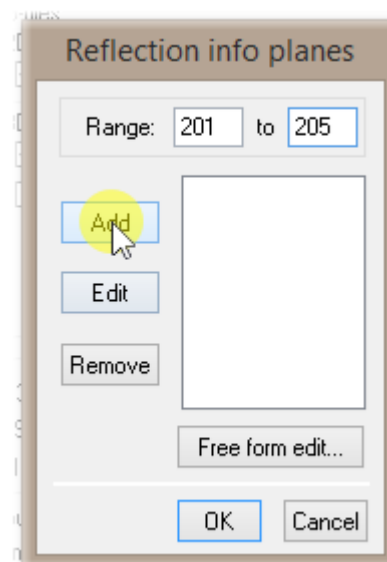 Reflection info planes
Range: 201 to 205
Add
Edit
Remove
Free form edit...
OK Cancel